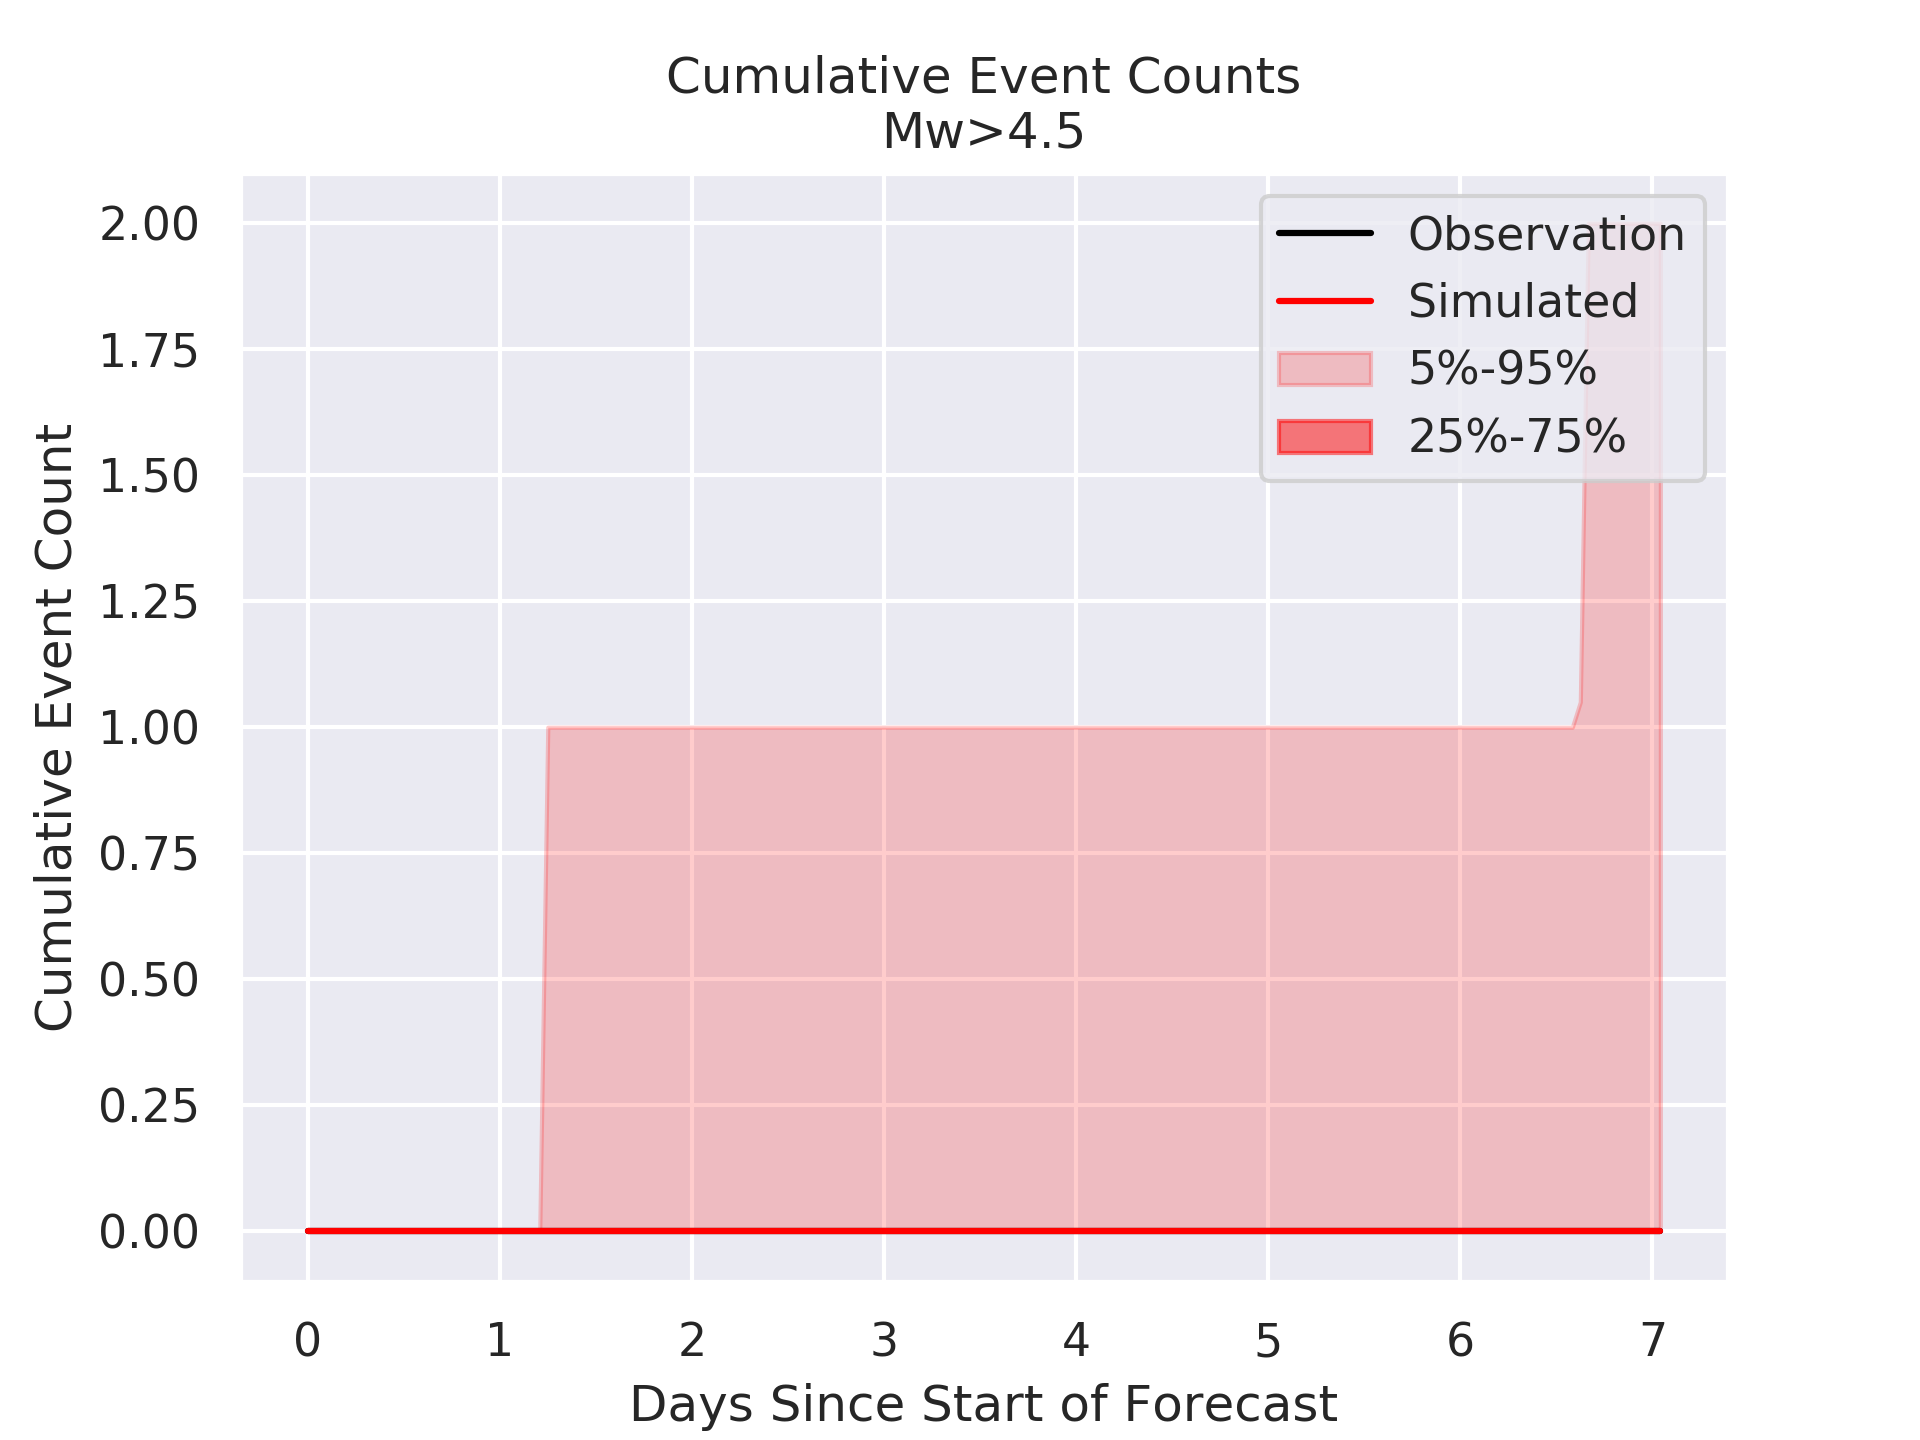 Cumulative Event Counts
Mw>4.5
Observation
Simulated
5%-95%
25%-75%
Cumulative Event Count
2.00
1.75
1.50
1.25
1.00
0.75
0.50
0.25
0.00
0 1 2 3 4 5 6 7
Days Since Start of Forecast